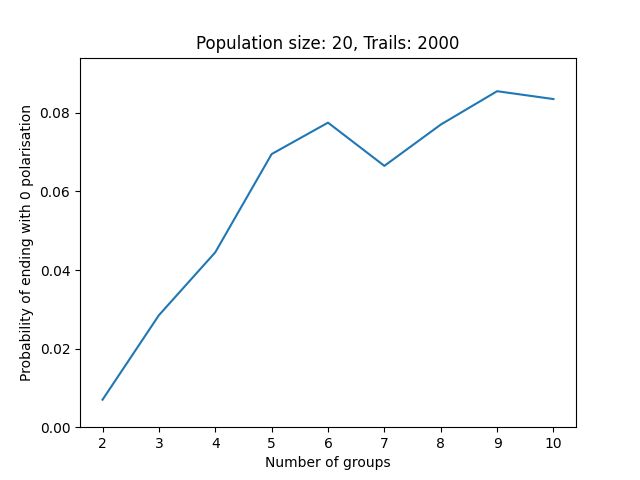 Population size: 20, Trails: 2000
Probability of ending with 0 polarisation
0.08
0.06
0.04
0.02
0.00
2 3 4 5 6 7 8 9 10
Number of groups